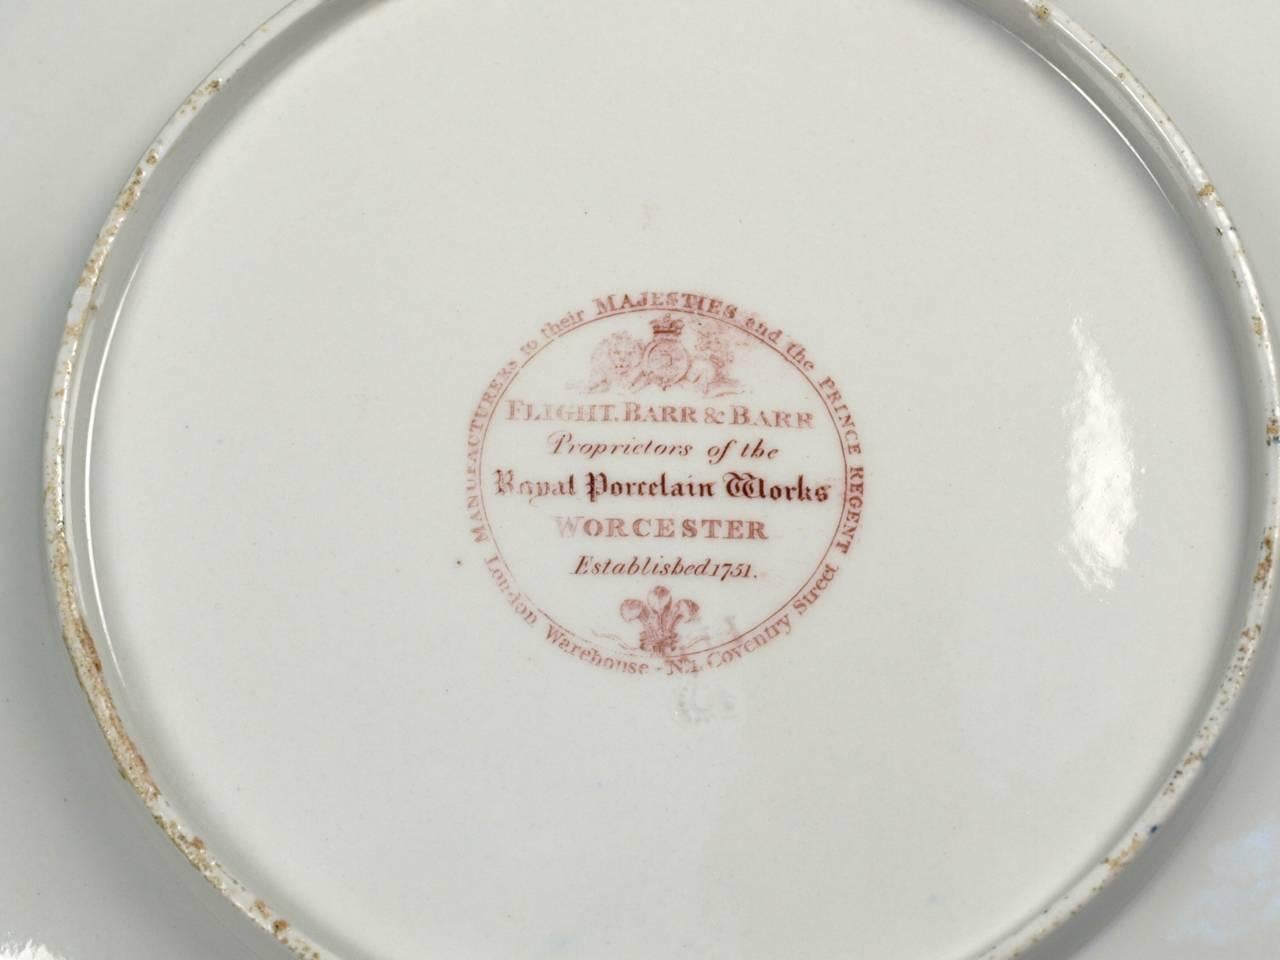 MANUFACTURERS to their MAJESTIES and the PRINCE REGENT
FLIGHT. BARR & BARR
Proprietors of the
Royal Porcelain Works
WORCESTER
Established 1751.
London Warehouse - No.1. Coventry Street